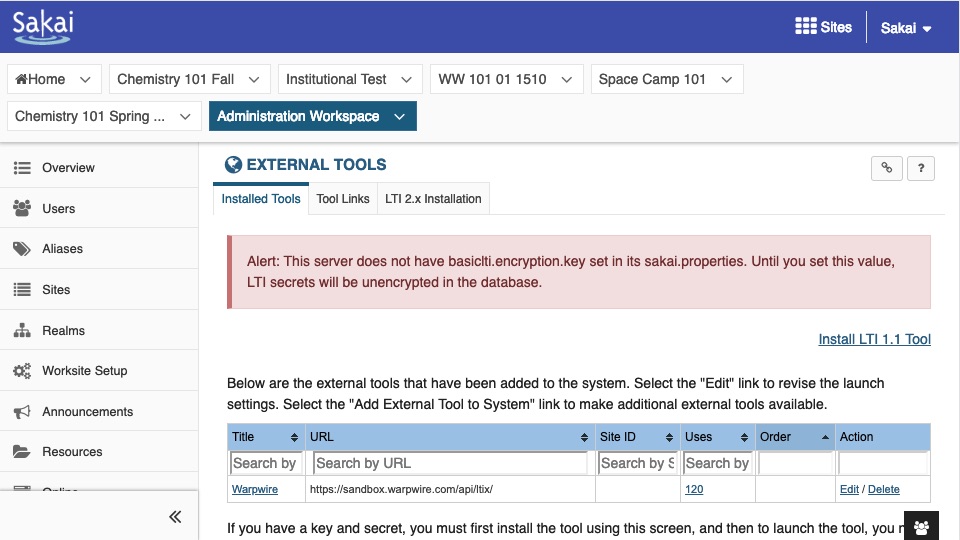 Sakai
Sites
Sakai
Home
Chemistry 101 Fall
Institutional Test
WW 101 01 1510
Space Camp 101
Chemistry 101 Spring ...
Administration Workspace
Overview
Users
Aliases
Sites
Realms
Worksite Setup
Announcements
Resources
EXTERNAL TOOLS
?
Installed Tools
Tool Links
LTI 2.x Installation
Alert: This server does not have basiclti.encryption.key set in its sakai.properties. Until you set this value,
LTI secrets will be unencrypted in the database.
Install LTI 1.1 Tool
Below are the external tools that have been added to the system. Select the "Edit" link to revise the launch
settings. Select the "Add External Tool to System" link to make additional external tools available.
Title URL Site ID Uses Order Action
Search by Search by URL Search by S Search by
Warpwire https://sandbox.warpwire.com/api/ltix/ 120 Edit / Delete
If you have a key and secret, you must first install the tool using this screen, and then to launch the tool, you